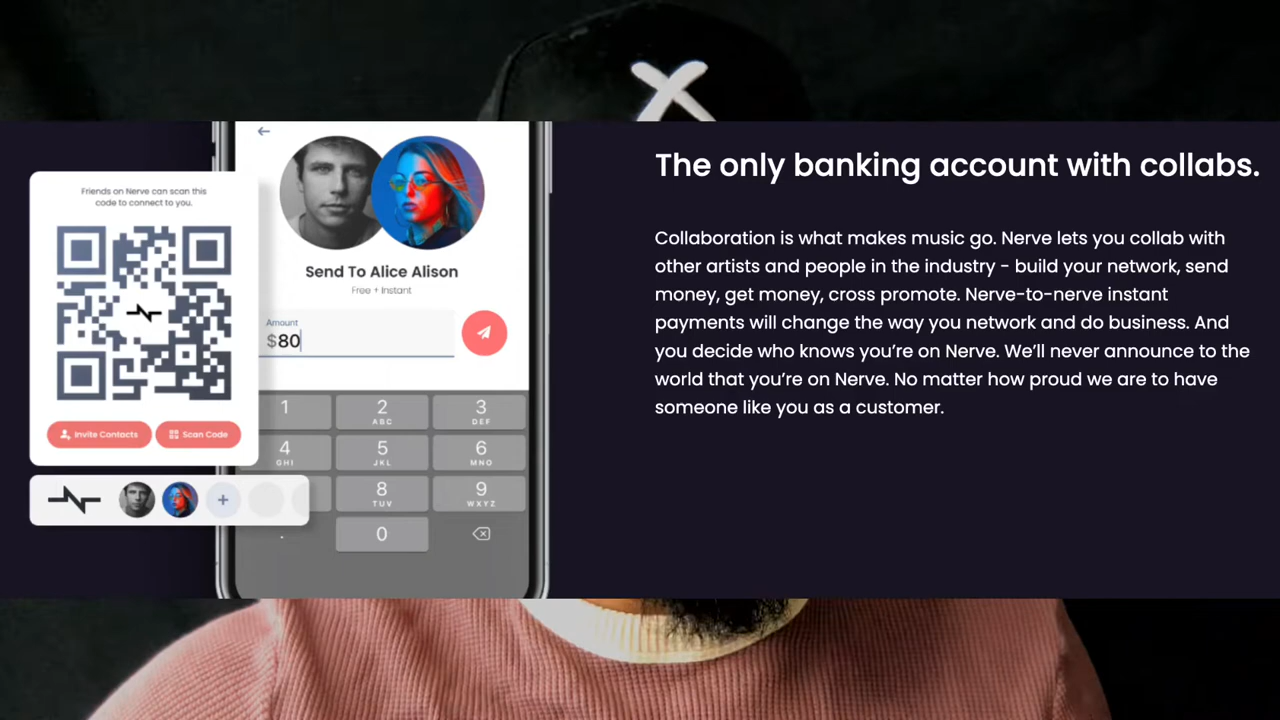 The only banking account with collabs.
Collaboration is what makes music go. Nerve lets you collab with
other artists and people in the industry - build your network, send
money, get money, cross promote. Nerve-to-nerve instant
payments will change the way you network and do business. And
you decide who knows you're on Nerve. We'll never announce to the
world that you're on Nerve. No matter how proud we are to have
someone like you as a customer.
Friends on Nerve can scan this
code to connect to you.
Invite Contacts
Scan Code
Send To Alice Alison
Free + Instant
Amount
$80
1
2
ABC
3
DEF
4
GHI
5
JKL
6
MNO
8
TUV
9
WXYZ
.
0